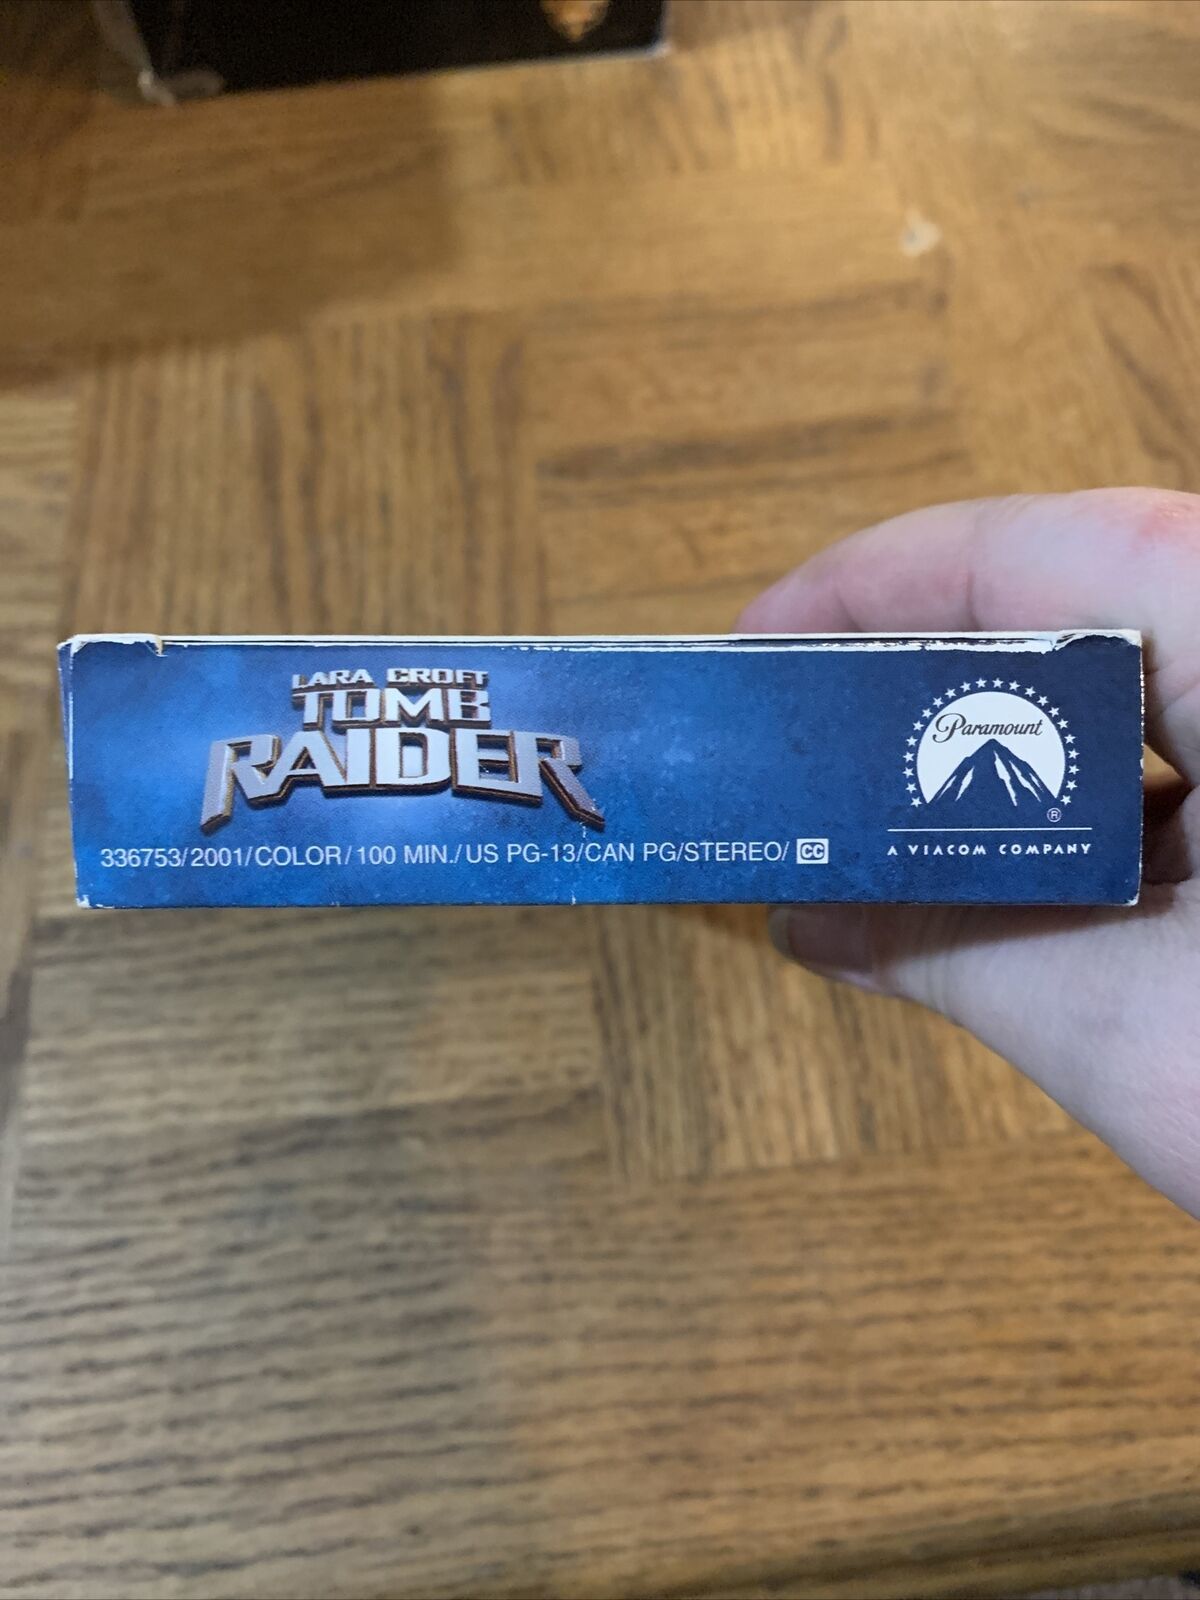 LARA CROFT
TOMB
RAIDER
336753/2001/COLOR/100 MIN./US PG-13/CAN PG/STEREO/ CC
Paramount
®
A VIACOM COMPANY